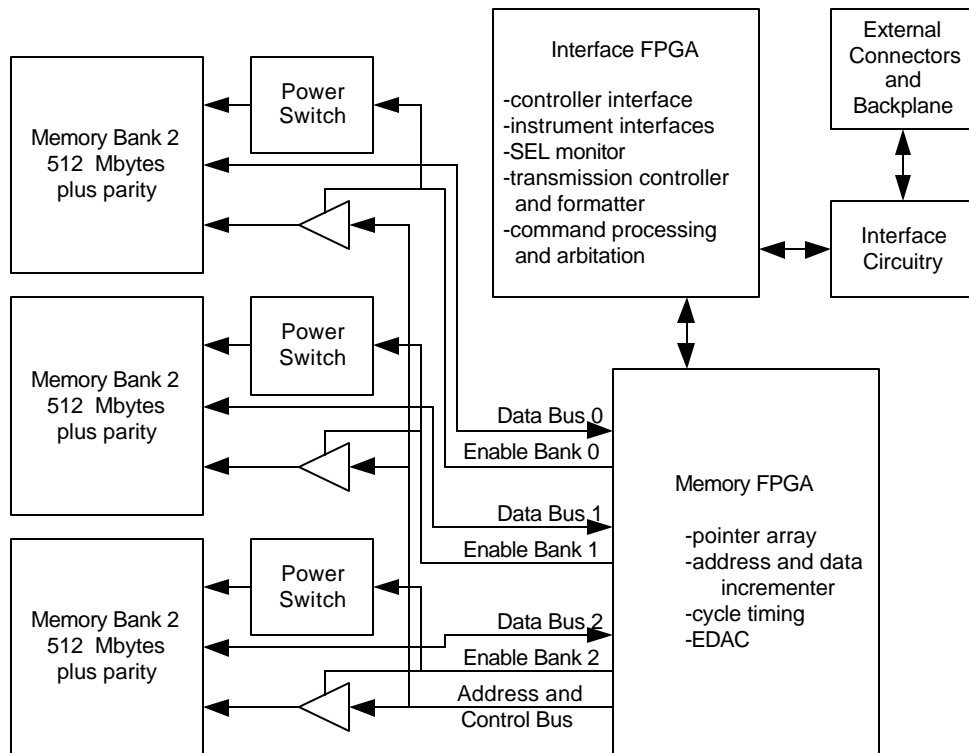 Memory Bank 2
512 Mbytes
plus parity
Power
Switch
Memory Bank 2
512 Mbytes
plus parity
Power
Switch
Memory Bank 2
512 Mbytes
plus parity
Power
Switch
Data Bus 0
Enable Bank 0
Data Bus 1
Enable Bank 1
Data Bus 2
Enable Bank 2
Address and
Control Bus
Interface FPGA
-controller interface
-instrument interfaces
-SEL monitor
-transmission controller
and formatter
-command processing
and arbitation
External
Connectors
and
Backplane
Interface
Circuitry
Memory FPGA
-pointer array
-address and data
incrementer
-cycle timing
-EDAC